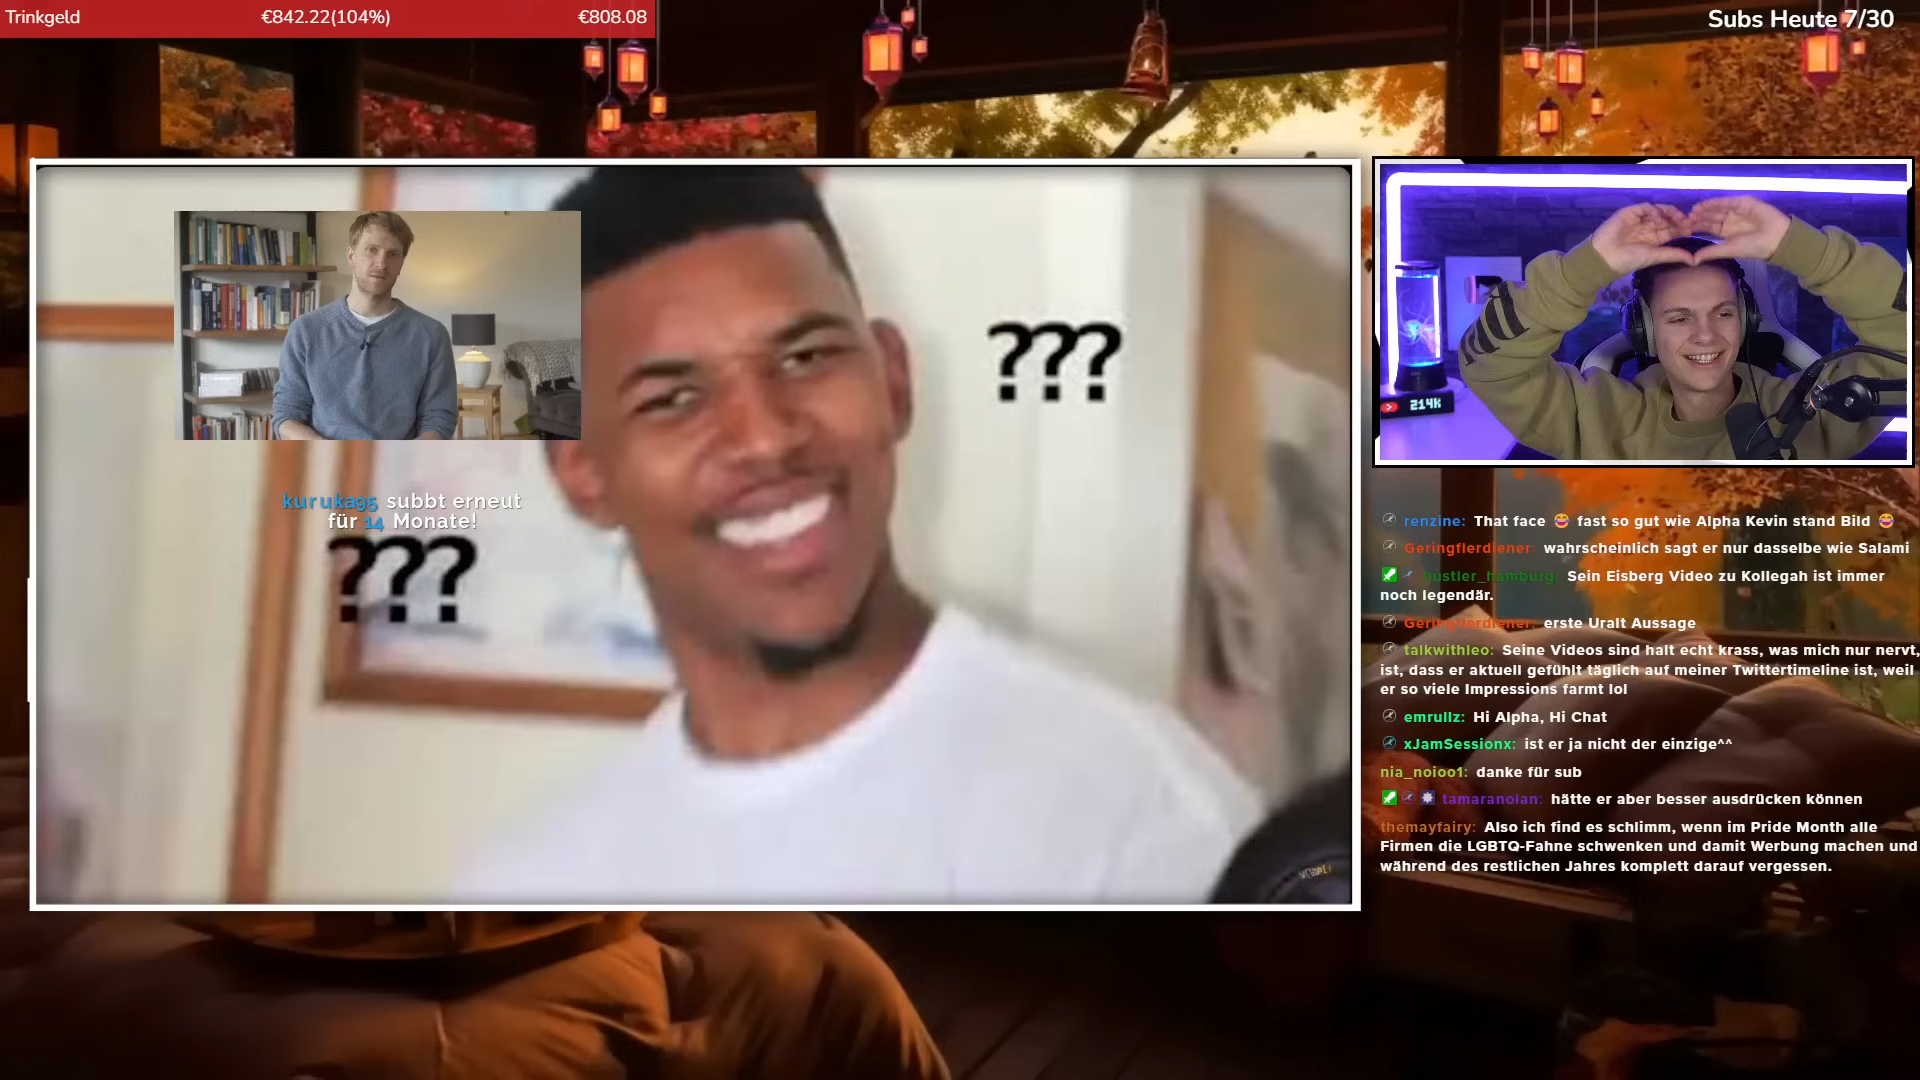 Trinkgeld €842.22(104%) €808.08
Subs Heute 7/30
???
kuruka95 subbt erneut
für 14 Monate!
???
214K
renzine: That face 😂 fast so gut wie Alpha Kevin stand Bild 😂
Geringflerdiener: wahrscheinlich sagt er nur dasselbe wie Salami
hustler_hamburg: Sein Eisberg Video zu Kollegah ist immer
noch legendär.
Geringflerdiener: erste Uralt Aussage
talkwithleo: Seine Videos sind halt echt krass, was mich nur nervt,
ist, dass er aktuell gefühlt täglich auf meiner Twittertimeline ist, weil
er so viele Impressions farmt lol
emrullz: Hi Alpha, Hi Chat
xJamSessionx: ist er ja nicht der einzige^^
nia_noioo1: danke für sub
tamaranolan: hätte er aber besser ausdrücken können
themayfairy: Also ich find es schlimm, wenn im Pride Month alle
Firmen die LGBTQ-Fahne schwenken und damit Werbung machen und
während des restlichen Jahres komplett darauf vergessen.